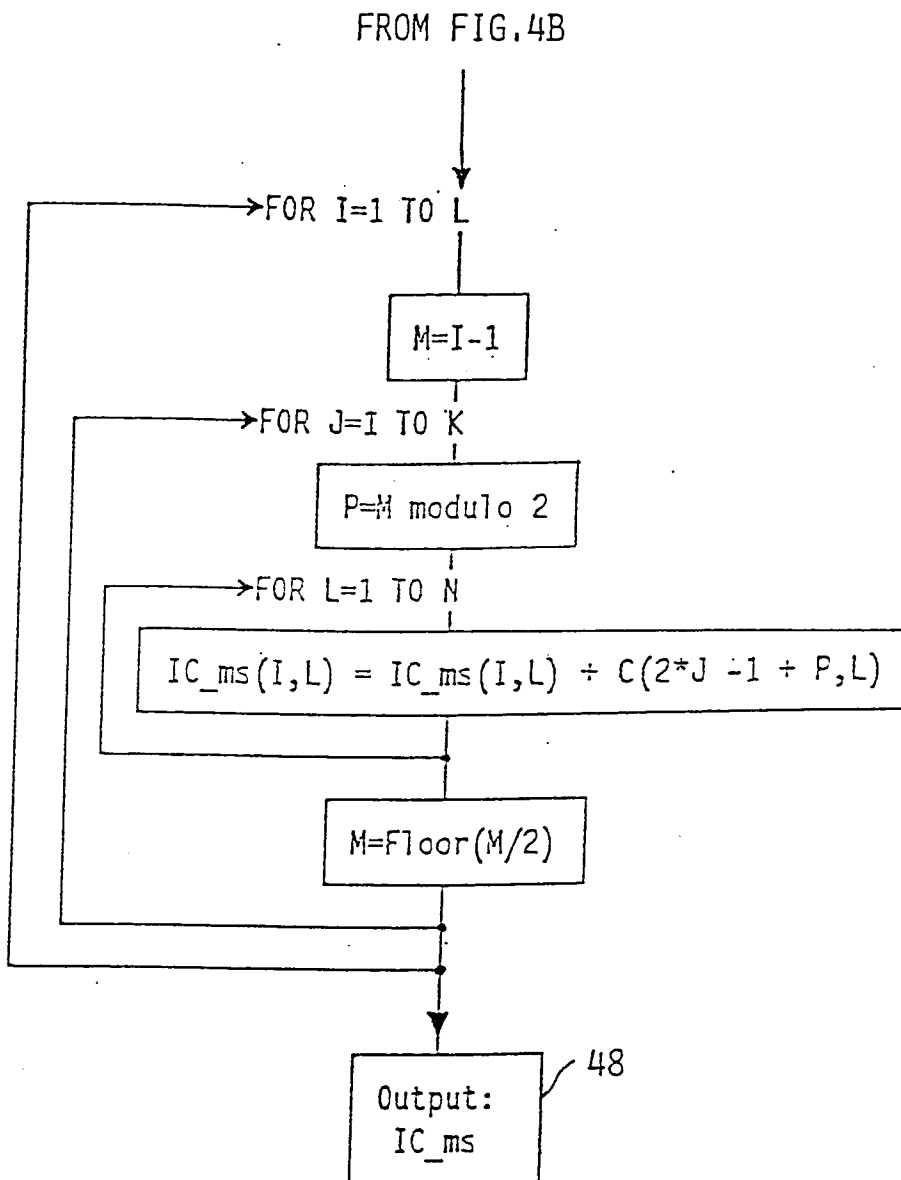 FROM FIG.4B
FOR I=1 TO L
M=I-1
FOR J=I TO K
P=M modulo 2
FOR L=1 TO N
IC_ms(I,L) = IC_ms(I,L) + C(2*J -1 + P,L)
M=Floor(M/2)
48
Output:
IC_ms